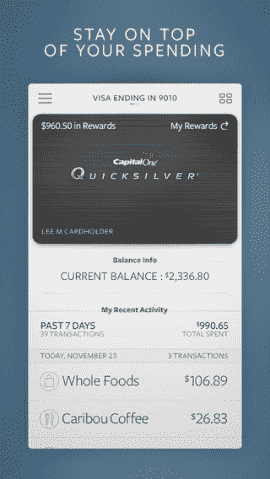 STAY ON TOP
OF YOUR SPENDING
VISA ENDING IN 9010
$960.50 in Rewards My Rewards
Capital One
QUICKSILVER
LEE M CARDHOLDER
Balance Info
CURRENT BALANCE : $2,336.80
My Recent Activity
PAST 7 DAYS $990.65
39 TRANSACTIONS TOTAL SPENT
TODAY, NOVEMBER 23 3 TRANSACTIONS
Whole Foods $106.89
Caribou Coffee $26.83